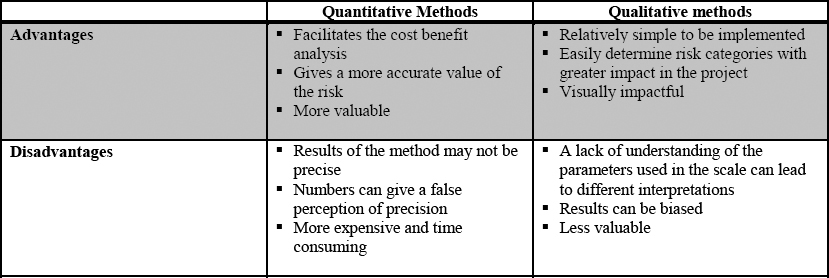 Quantitative Methods
Qualitative methods
Advantages
▪ Facilitates the cost benefit
analysis
▪ Gives a more accurate value of
the risk
▪ More valuable
▪ Relatively simple to be implemented
▪ Easily determine risk categories with
greater impact in the project
▪ Visually impactful
Disadvantages
▪ Results of the method may not be
precise
▪ Numbers can give a false
perception of precision
▪ More expensive and time
consuming
▪ A lack of understanding of the
parameters used in the scale can lead
to different interpretations
▪ Results can be biased
▪ Less valuable